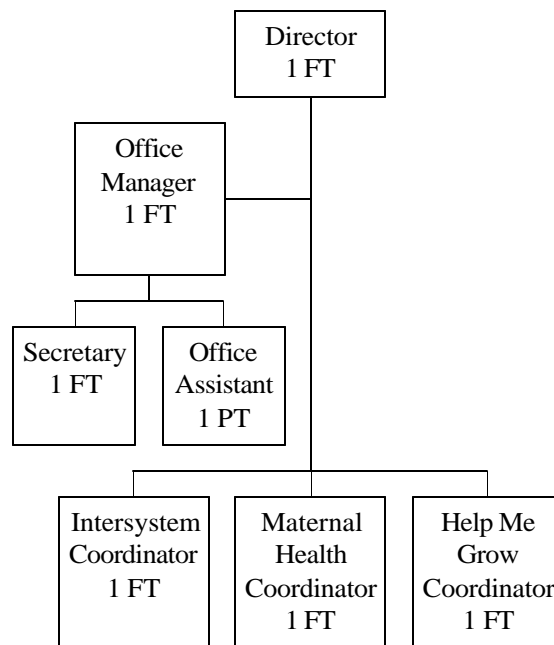 Director
1 FT
Office
Manager
1 FT
Secretary
1 FT
Office
Assistant
1 PT
Intersystem
Coordinator
1 FT
Maternal
Health
Coordinator
1 FT
Help Me
Grow
Coordinator
1 FT